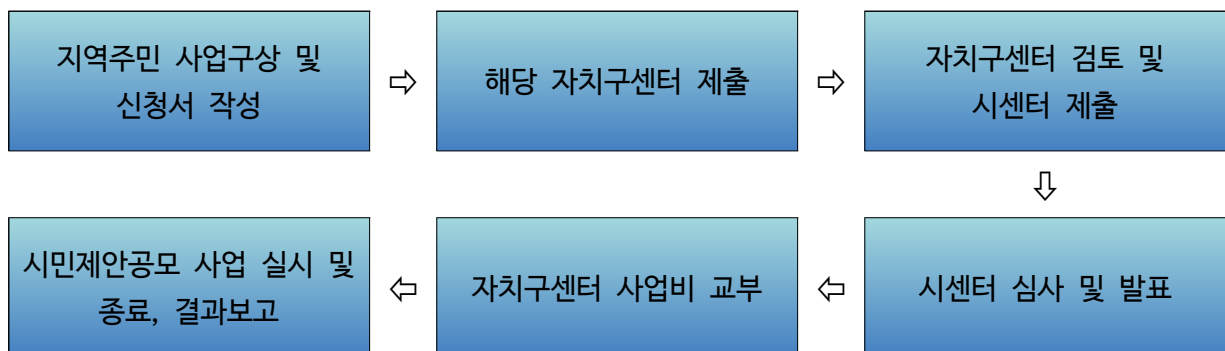 지역주민 사업구상 및
신청서 작성
⇨
해당 자치구센터 제출
⇨
자치구센터 검토 및
시센터 제출
⇩
시센터 심사 및 발표
⇦
자치구센터 사업비 교부
⇦
시민제안공모 사업 실시 및
종료, 결과보고